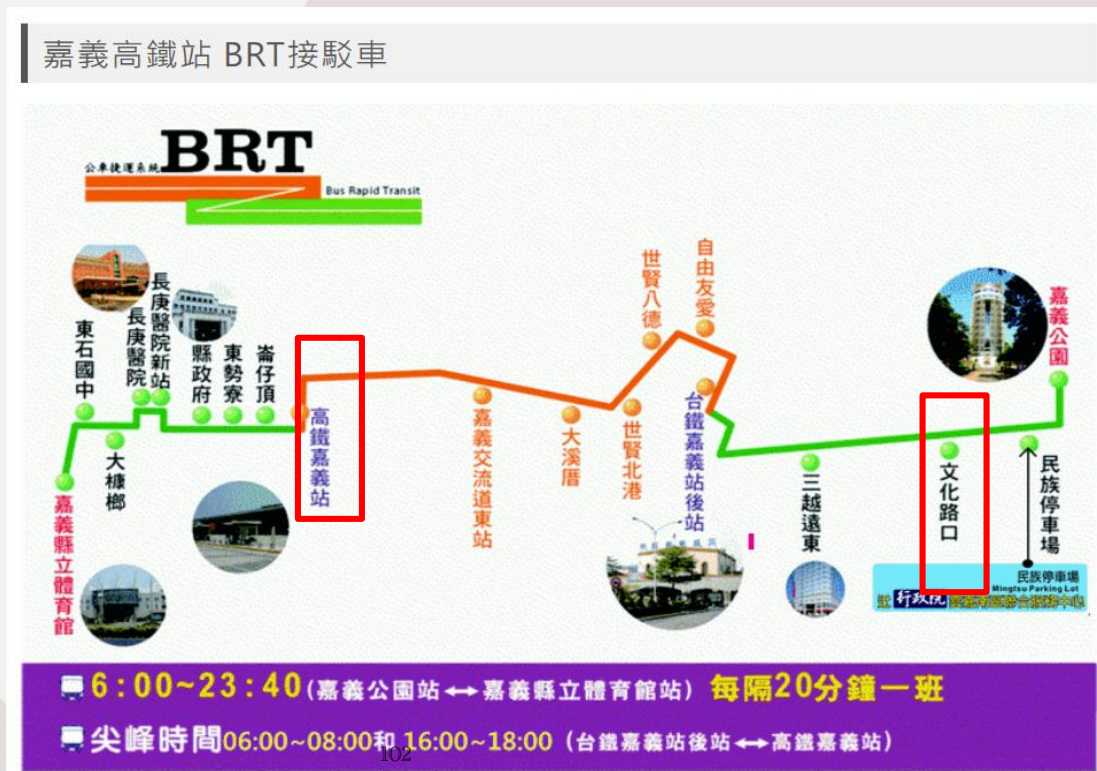 嘉義高鐵站 BRT接駁車
公車捷運系統
BRT
Bus Rapid Transit
東石國中
長庚醫院
長庚醫院新站
縣政府
東勢寮
崙仔頂
大槺榔
嘉義縣立體育館
高鐵嘉義站
嘉義交流道東站
大溪厝
世賢北港
世賢八德
自由友愛
台鐵嘉義站後站
三越遠東
文化路口
民族停車場
嘉義公園
民族停車場
Mingtsu Parking Lot
行政院
6:00~23:40(嘉義公園站↔嘉義縣立體育館站) 每隔20分鐘一班
尖峰時間06:00~08:00和 16:00~18:00 (台鐵嘉義站後站↔高鐵嘉義站)
102